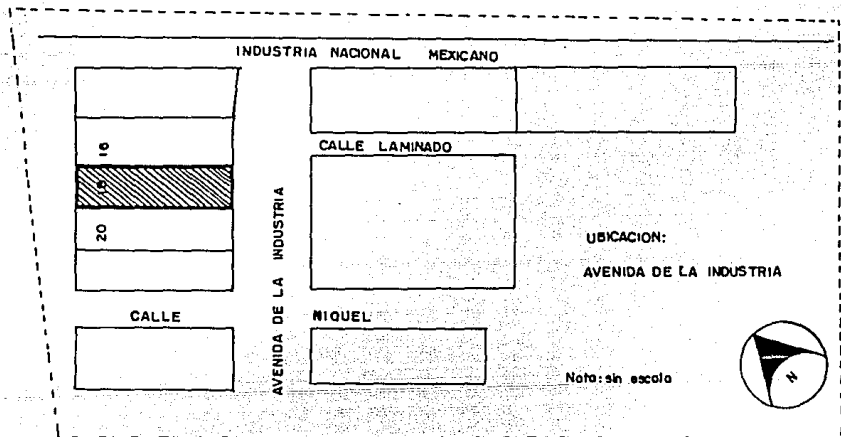 INDUSTRIA NACIONAL MEXICANO
16
CALLE LAMINADO
18
AVENIDA DE LA INDUSTRIA
20
UBICACION:
AVENIDA DE LA INDUSTRIA
CALLE NIQUEL
Nota: sin escala
N